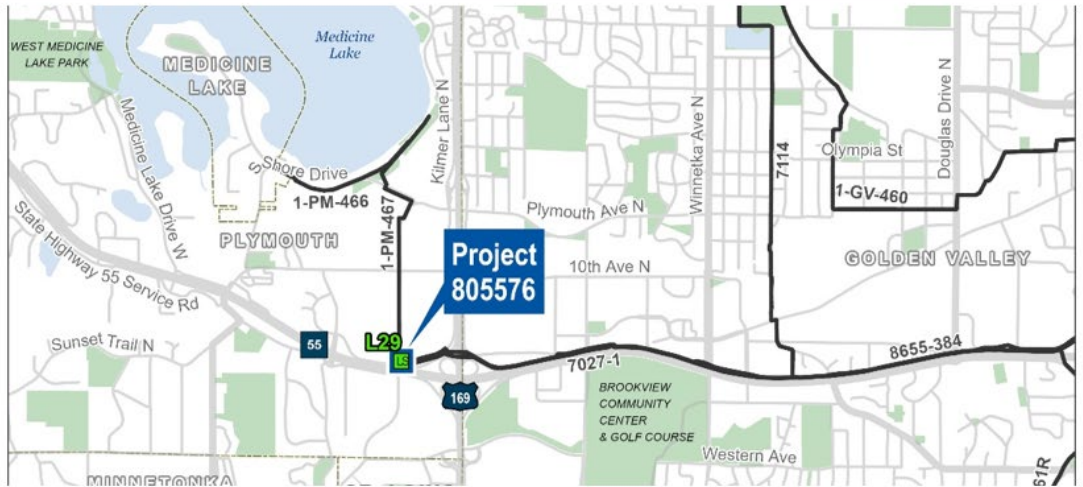 WEST MEDICINE
LAKE PARK
MEDICINE
LAKE
Medicine
Lake
Medicine Lake Drive W
S Shore Drive
1-PM-466
1-PM-467
Kilmer Lane N
PLYMOUTH
State Highway 55 Service Rd
Sunset Trail N
55
L29
LS
Project
805576
169
Plymouth Ave N
10th Ave N
Winnetka Ave N
7114
Olympia St
Douglas Drive N
1-GV-460
GOLDEN VALLEY
7027-1
8655-384
BROOKVIEW
COMMUNITY
CENTER
& GOLF COURSE
Western Ave
MINNETONKA
61R